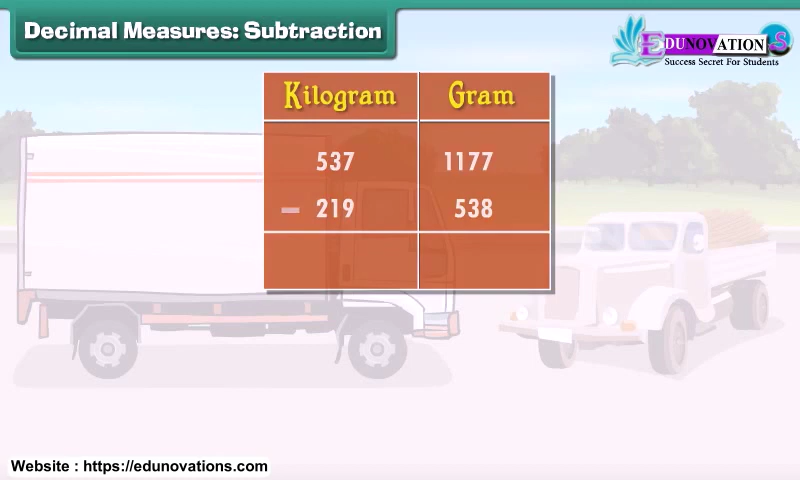 Decimal Measures: Subtraction
EDUNOVATIONS
Success Secret For Students
Kilogram Gram
537 1177
– 219 538
Website : https://edunovations.com